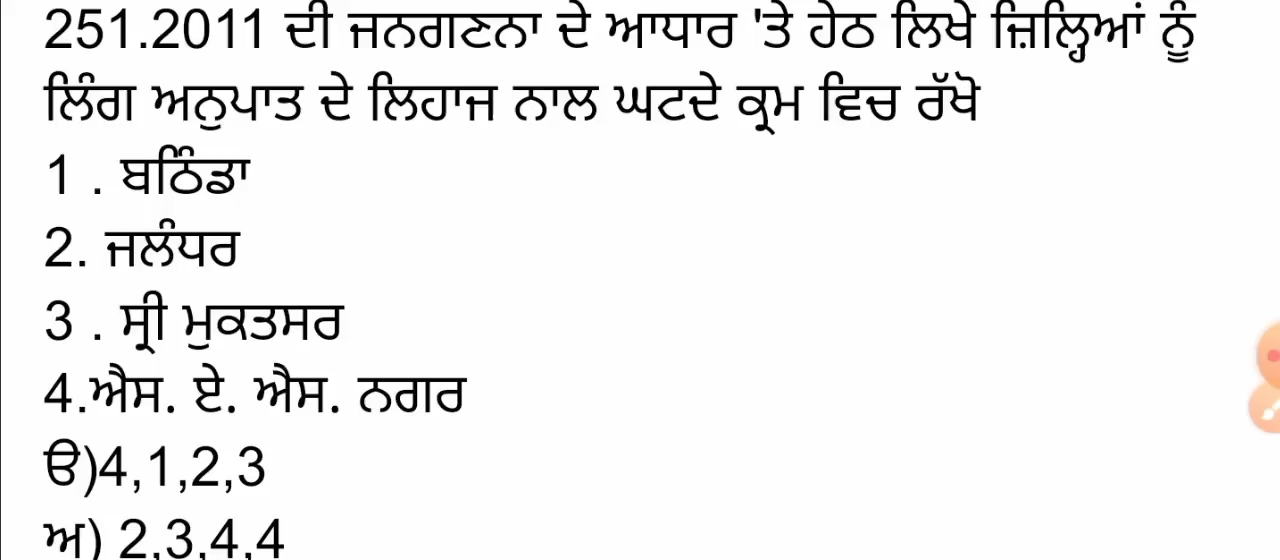 251.2011 ਦੀ ਜਨਗਣਨਾ ਦੇ ਆਧਾਰ 'ਤੇ ਹੇਠ ਲਿਖੇ ਜ਼ਿਲ੍ਹਿਆਂ ਨੂੰ
ਲਿੰਗ ਅਨੁਪਾਤ ਦੇ ਲਿਹਾਜ ਨਾਲ ਘਟਦੇ ਕ੍ਰਮ ਵਿਚ ਰੱਖੋ
1 . ਬਠਿੰਡਾ
2. ਜਲੰਧਰ
3 . ਸ੍ਰੀ ਮੁਕਤਸਰ
4.ਐਸ. ਏ. ਐਸ. ਨਗਰ
ੳ)4,1,2,3
ਅ) 2,3,4,4